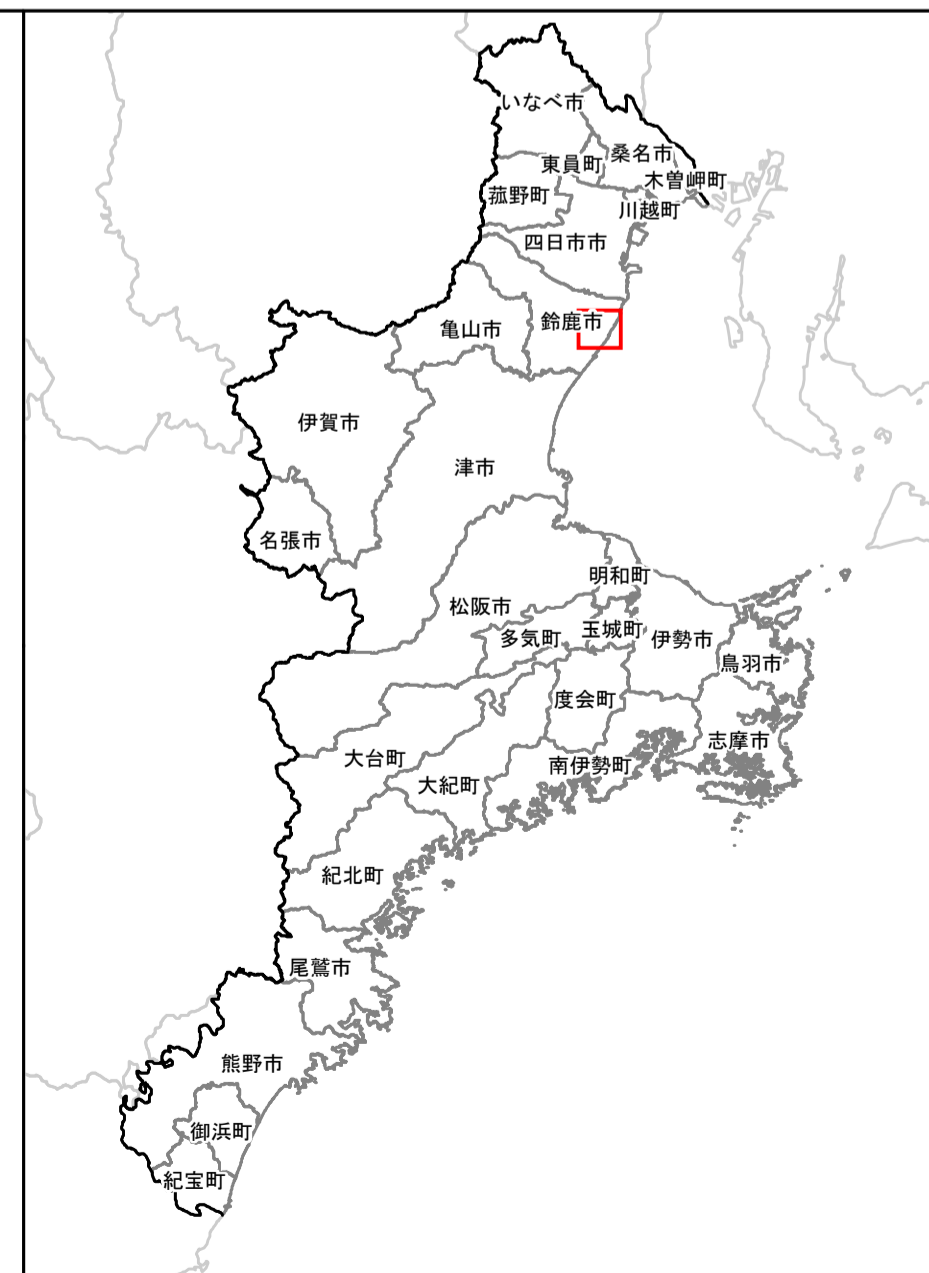 いなべ市
桑名市
東員町
木曽岬町
菰野町
川越町
四日市市
鈴鹿市
亀山市
伊賀市
津市
名張市
明和町
松阪市
玉城町
多気町
伊勢市
鳥羽市
度会町
志摩市
大台町
南伊勢町
大紀町
紀北町
尾鷲市
熊野市
御浜町
紀宝町